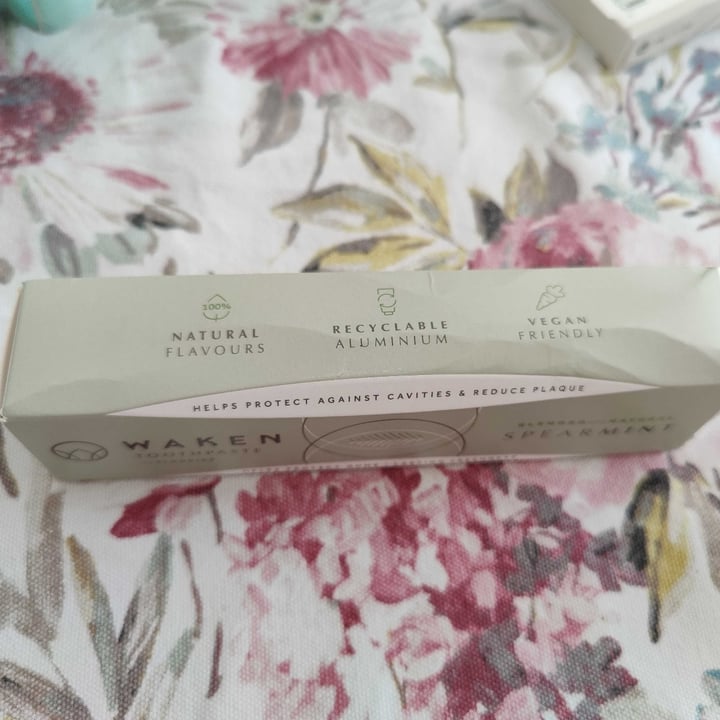 100%
NATURAL
FLAVOURS
RECYCLABLE
ALUMINIUM
VEGAN
FRIENDLY
HELPS PROTECT AGAINST CAVITIES & REDUCE PLAQUE
WAKEN
TOOTHPASTE
SPEARMINT